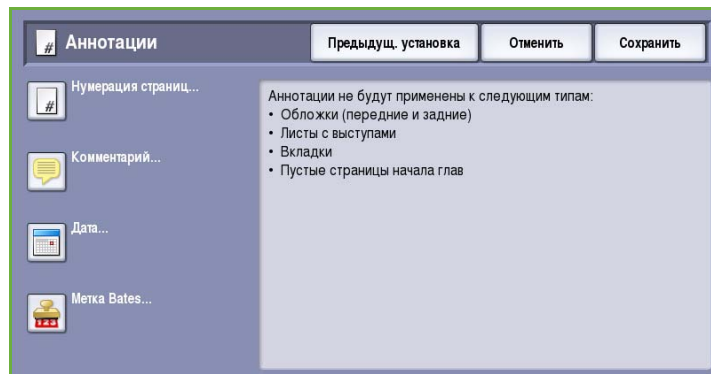 Аннотации
Предыдущ. установка
Отменить
Сохранить
Нумерация страниц...
Комментарий...
Дата...
Метка Bates...
Аннотации не будут применены к следующим типам:
• Обложки (передние и задние)
• Листы с выступами
• Вкладки
• Пустые страницы начала глав